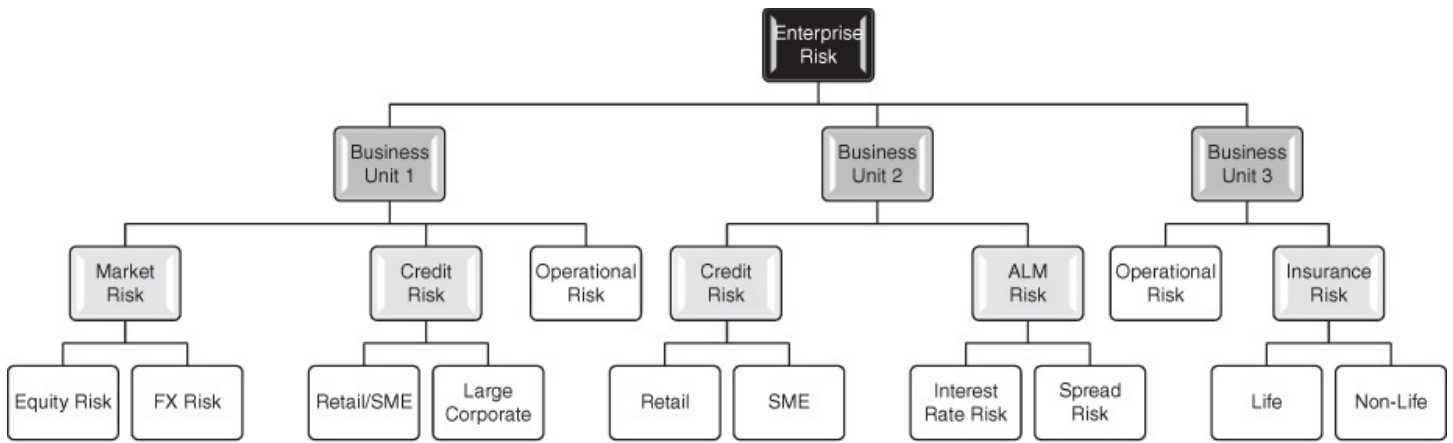 Enterprise
Risk
Business
Unit 1
Business
Unit 2
Business
Unit 3
Market
Risk
Credit
Risk
Operational
Risk
Credit
Risk
ALM
Risk
Operational
Risk
Insurance
Risk
Equity Risk
FX Risk
Retail/SME
Large
Corporate
Retail
SME
Interest
Rate Risk
Spread
Risk
Life
Non-Life